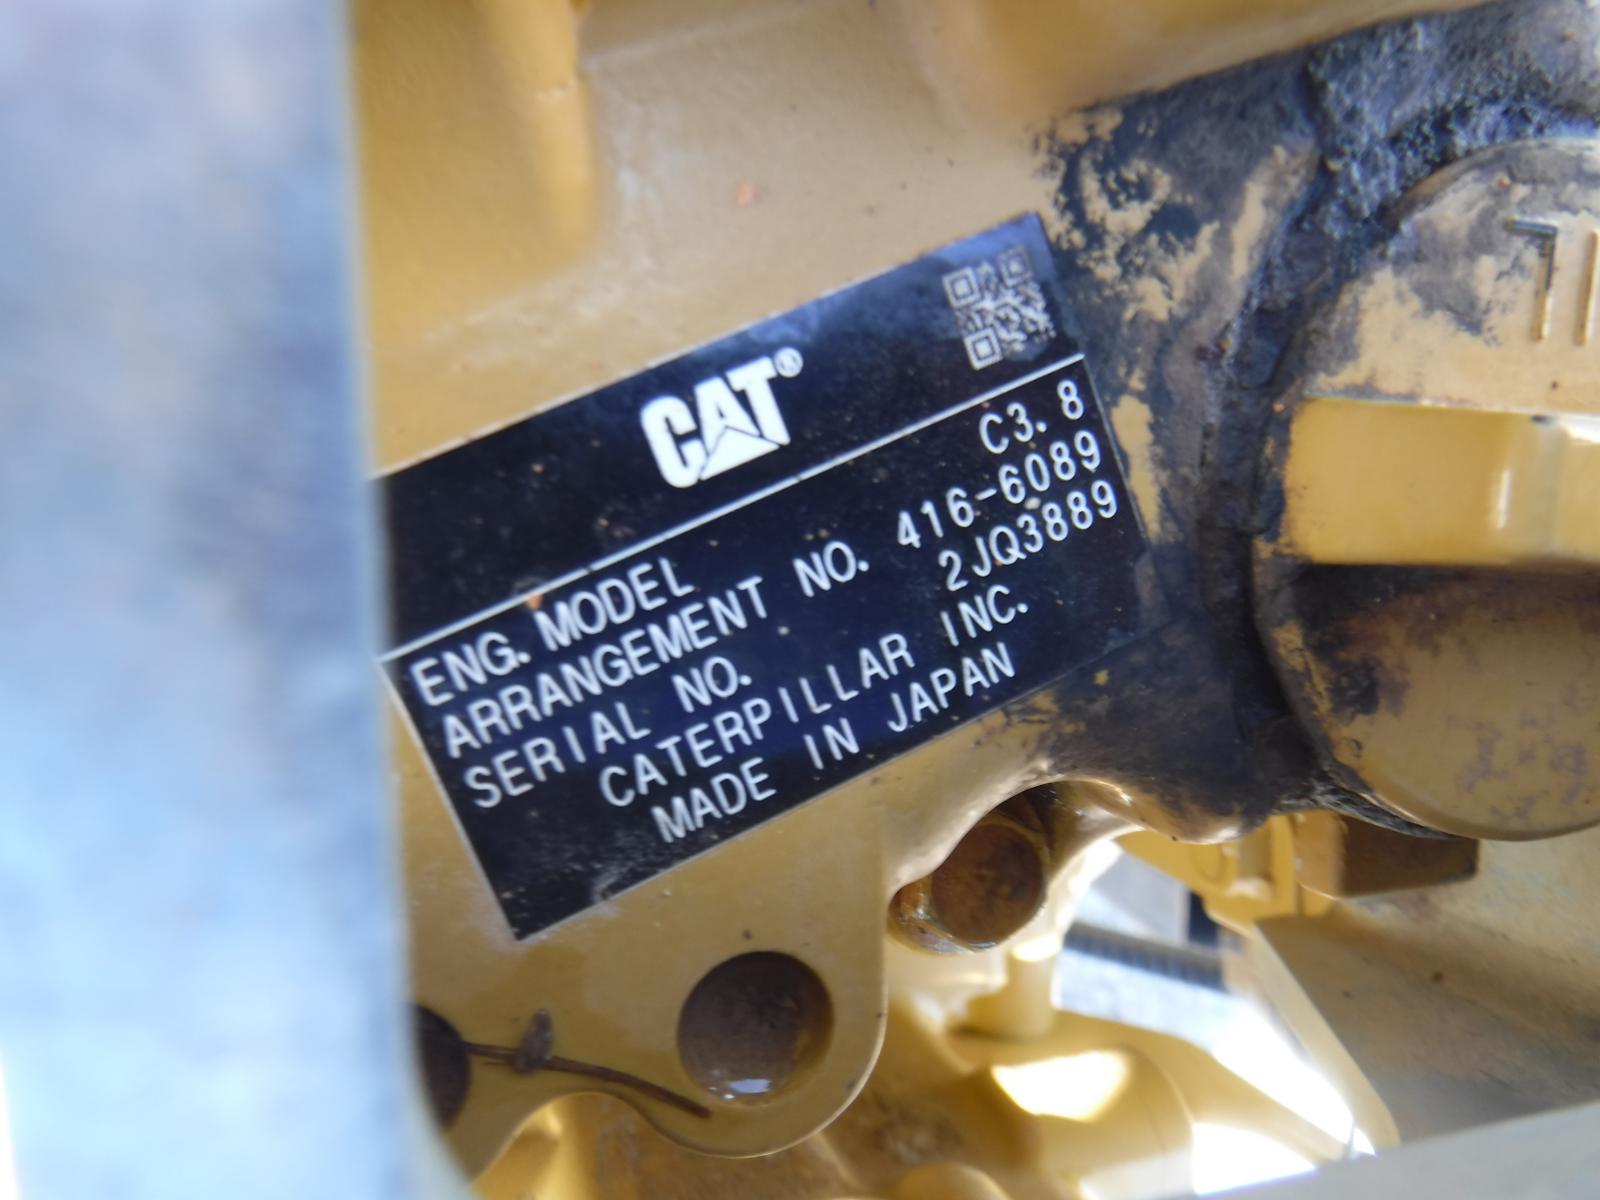 CAT®
ENG. MODEL C3.8
ARRANGEMENT NO. 416-6089
SERIAL NO. 2JQ3889
CATERPILLAR INC.
MADE IN JAPAN